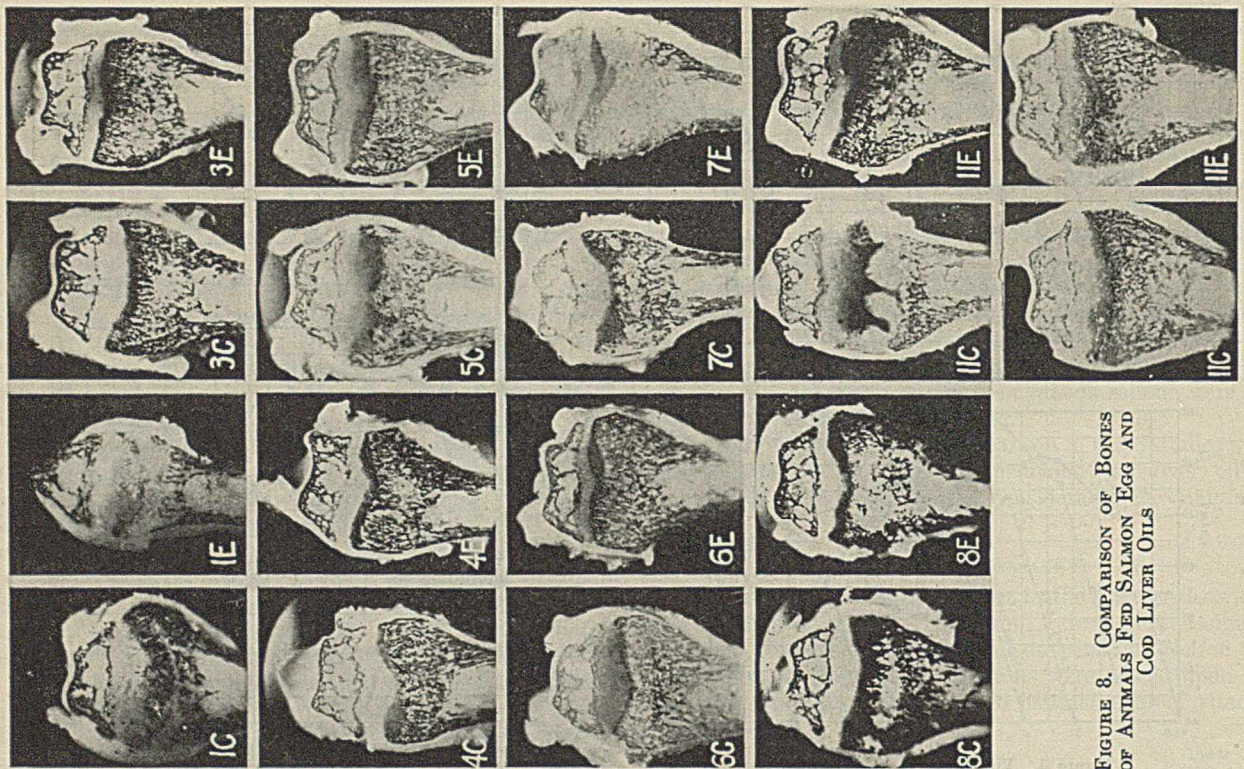 1C 1E 3C 3E
4C 4E 5C 5E
6C 6E 7C 7E
8C 8E 11C 11E
11C 11E
FIGURE 8. COMPARISON OF BONES
OF ANIMALS FED SALMON EGG AND
COD LIVER OILS